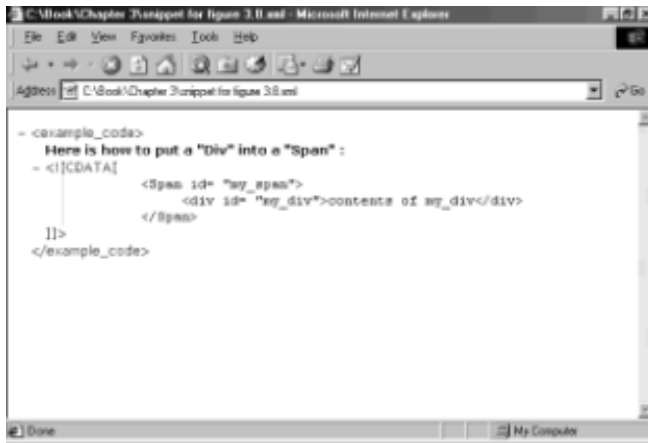 C:\Book\Chapter 3\snippet for figure 3.8.xml - Microsoft Internet Explorer
File Edit View Favorites Tools Help
Address C:\Book\Chapter 3\snippet for figure 3.8.xml Go
- <example_code>
Here is how to put a "Div" into a "Span" :
- <![CDATA[
<Span id= "my_span">
<div id= "my_div">contents of my_div</div>
</Span>
]]>
</example_code>
Done My Computer